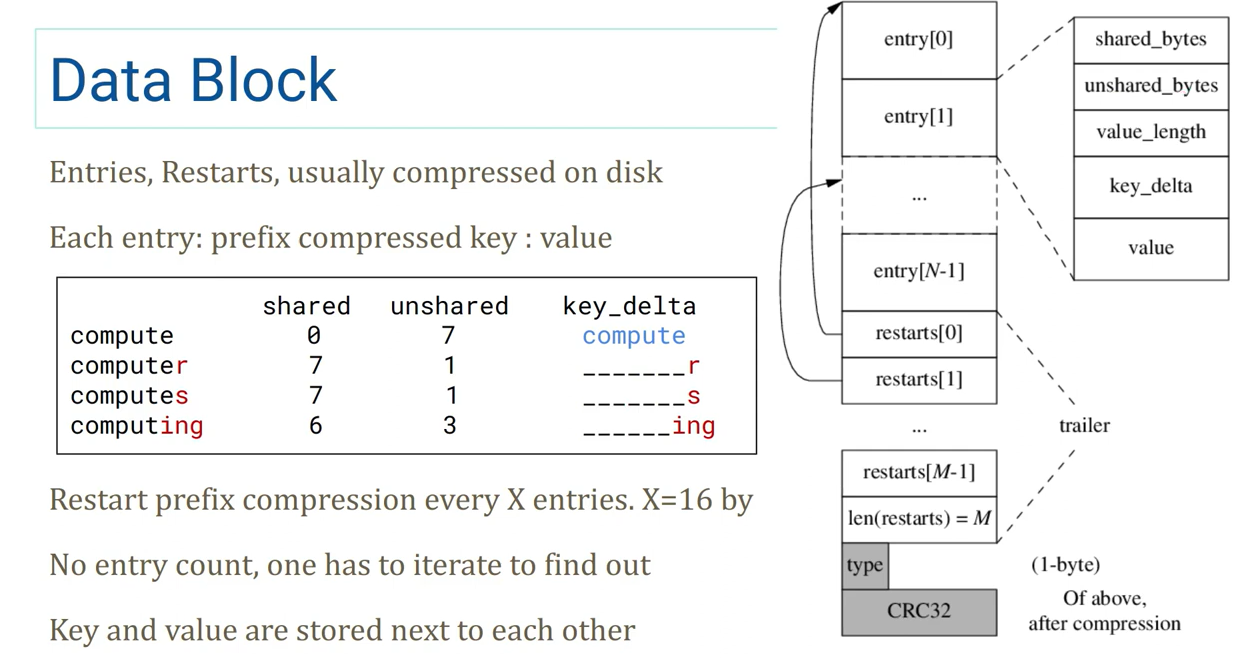 Data Block
Entries, Restarts, usually compressed on disk
Each entry: prefix compressed key : value
shared unshared key_delta
compute 0 7 compute
computer 7 1 _______r
computes 7 1 _______s
computing 6 3 ______ing
Restart prefix compression every X entries. X=16 by
No entry count, one has to iterate to find out
Key and value are stored next to each other
entry[0]
entry[1]
...
entry[N-1]
restarts[0]
restarts[1]
...
restarts[M-1]
len(restarts) = M
type
CRC32
shared_bytes
unshared_bytes
value_length
key_delta
value
trailer
(1-byte)
Of above,
after compression